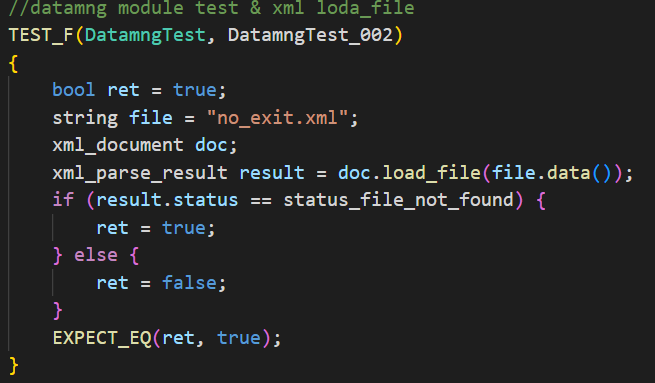 //datamng module test & xml loda_file
TEST_F(DatamngTest, DatamngTest_002)
{
    bool ret = true;
    string file = "no_exit.xml";
    xml_document doc;
    xml_parse_result result = doc.load_file(file.data());
    if (result.status == status_file_not_found) {
        ret = true;
    } else {
        ret = false;
    }
    EXPECT_EQ(ret, true);
}